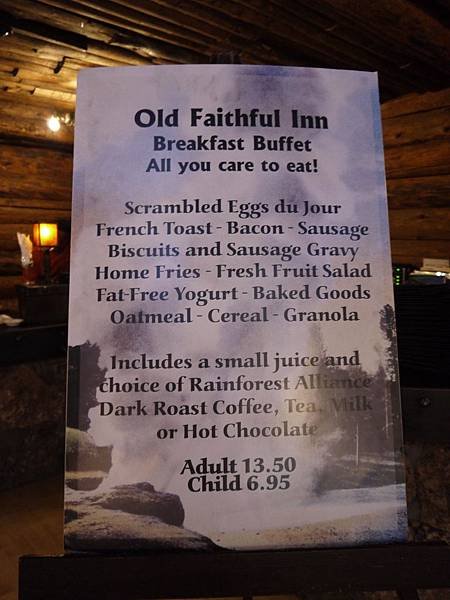 Old Faithful Inn
Breakfast Buffet
All you care to eat!
Scrambled Eggs du Jour
French Toast - Bacon - Sausage
Biscuits and Sausage Gravy
Home Fries - Fresh Fruit Salad
Fat-Free Yogurt - Baked Goods
Oatmeal - Cereal - Granola
Includes a small juice and
choice of Rainforest Alliance
Dark Roast Coffee, Tea, Milk
or Hot Chocolate
Adult 13.50
Child 6.95